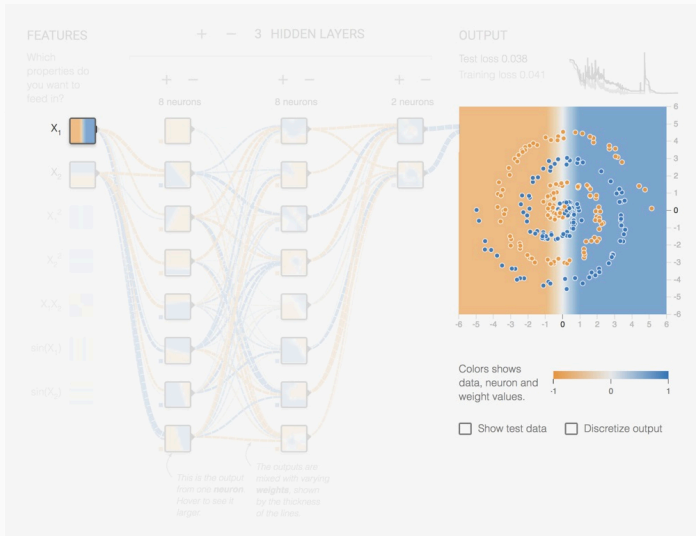 FEATURES
Which
properties do
you want to
feed in?
+ − 3 HIDDEN LAYERS
+ −
+ −
+ −
8 neurons
8 neurons
2 neurons
X1
X2
X1²
X2²
X1X2
sin(X1)
sin(X2)
This is the output
from one neuron.
Hover to see it
larger.
The outputs are
mixed with varying
weights, shown
by the thickness
of the lines.
OUTPUT
Test loss 0.036
Training loss 0.041
6
5
4
3
2
1
0
-1
-2
-3
-4
-5
-6
-6 -5 -4 -3 -2 -1 0 1 2 3 4 5 6
Colors shows
data, neuron and
weight values.
-1 0 1
Show test data
Discretize output